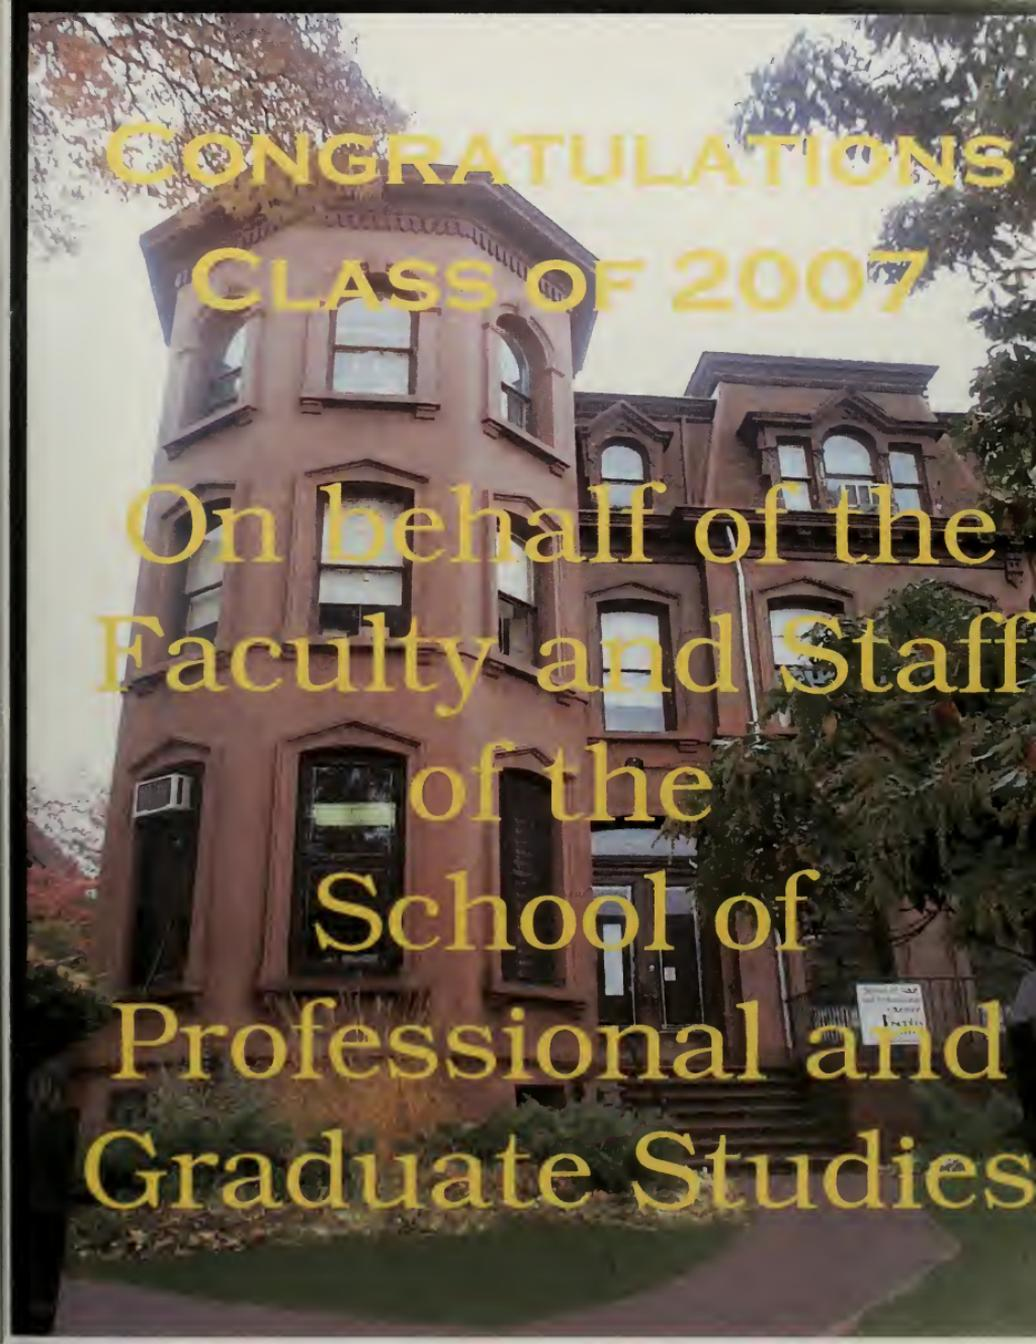 CONGRATULATIONS
CLASS OF 2007
On behalf of the
Faculty and Staff
of the
School of
Professional and
Graduate Studies